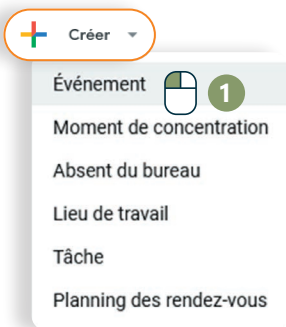 Créer
Événement
1
Moment de concentration
Absent du bureau
Lieu de travail
Tâche
Planning des rendez-vous